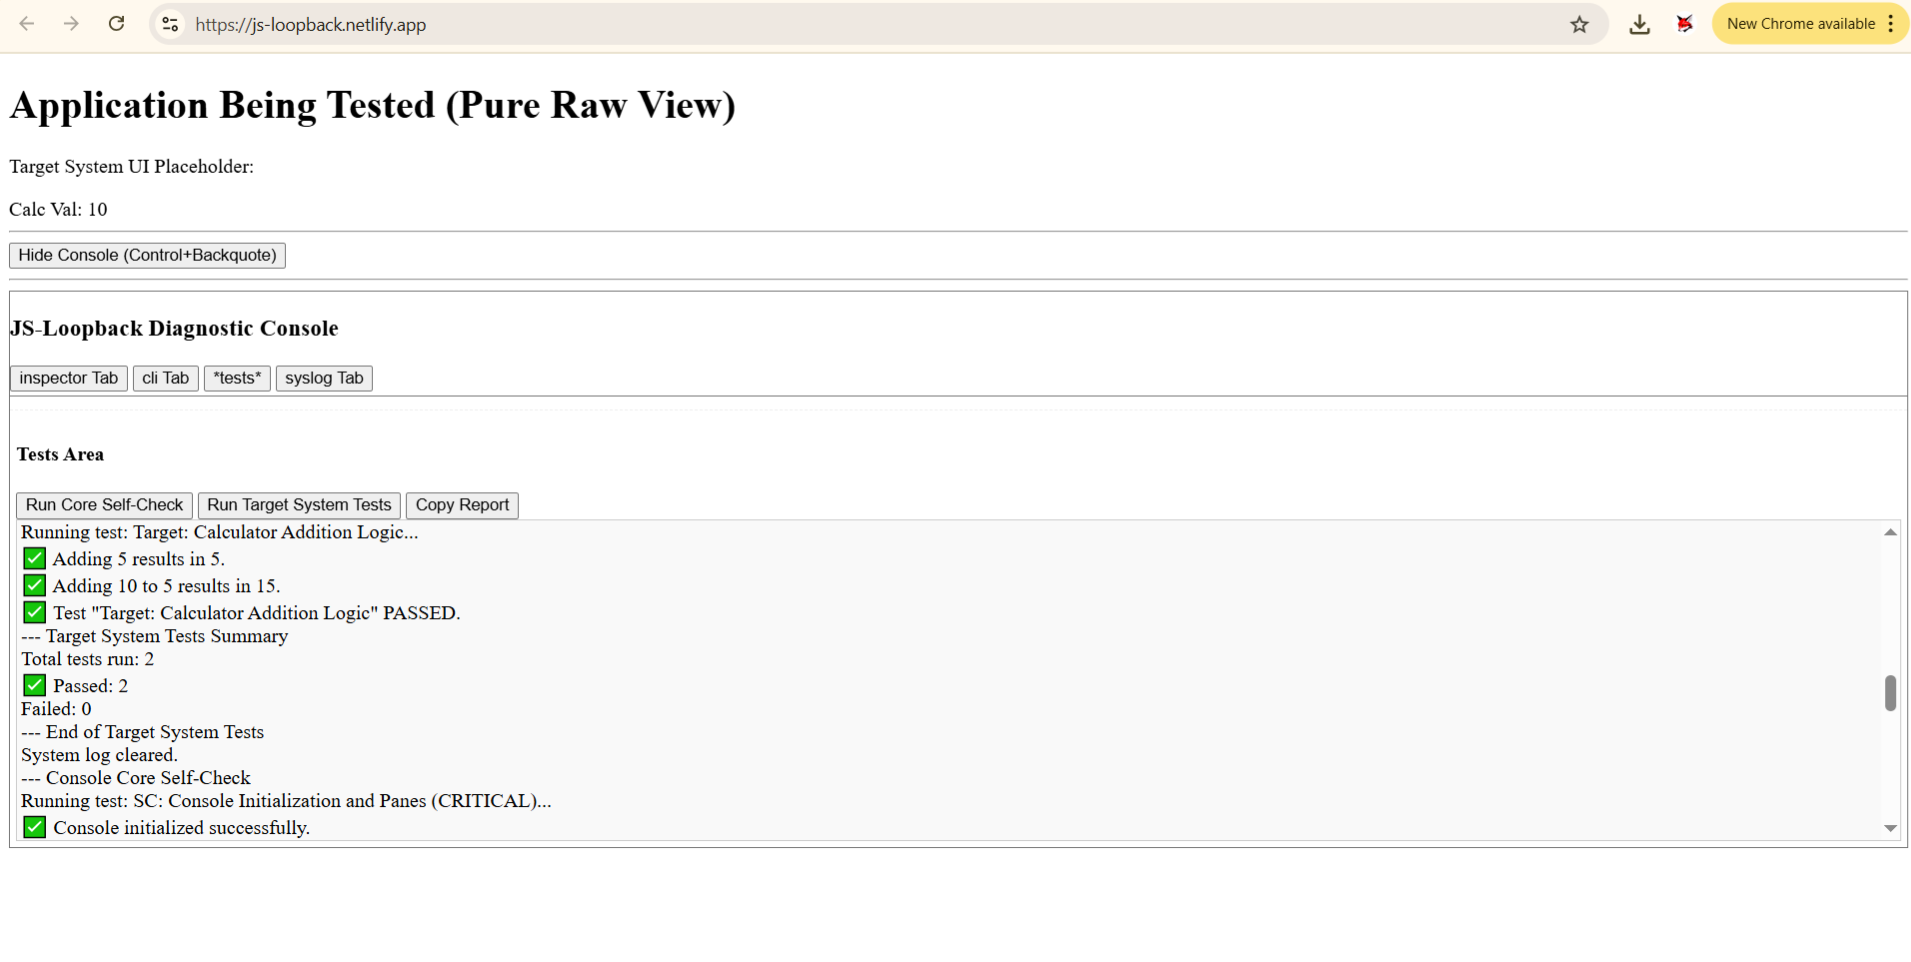 https://js-loopback.netlify.app
New Chrome available
Application Being Tested (Pure Raw View)
Target System UI Placeholder:
Calc Val: 10
Hide Console (Control+Backquote)
JS-Loopback Diagnostic Console
inspector Tab cli Tab *tests* syslog Tab
Tests Area
Run Core Self-Check Run Target System Tests Copy Report
Running test: Target: Calculator Addition Logic...
✅ Adding 5 results in 5.
✅ Adding 10 to 5 results in 15.
✅ Test "Target: Calculator Addition Logic" PASSED.
--- Target System Tests Summary
Total tests run: 2
✅ Passed: 2
Failed: 0
--- End of Target System Tests
System log cleared.
--- Console Core Self-Check
Running test: SC: Console Initialization and Panes (CRITICAL)...
✅ Console initialized successfully.